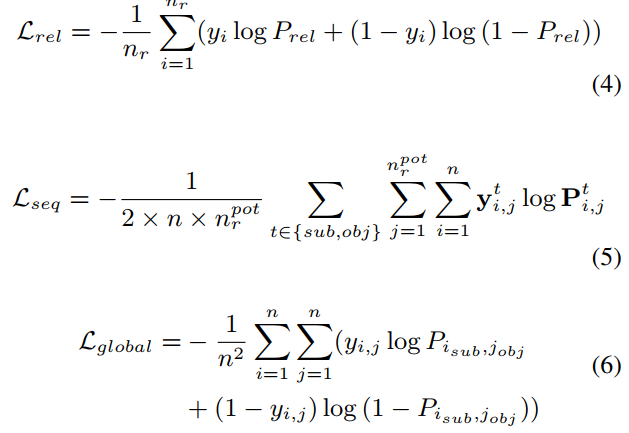 $$\mathcal{L}_{rel} = -\frac{1}{n_r} \sum_{i=1}^{n_r} (y_i \log P_{rel} + (1 - y_i) \log (1 - P_{rel}))$$
(4)
$$\mathcal{L}_{seq} = -\frac{1}{2 \times n \times n_r^{pot}} \sum_{t \in \{sub,obj\}} \sum_{j=1}^{n_r^{pot}} \sum_{i=1}^{n} \mathbf{y}_{i,j}^t \log \mathbf{P}_{i,j}^t$$
(5)
$$\mathcal{L}_{global} = -\frac{1}{n^2} \sum_{i=1}^{n} \sum_{j=1}^{n} (y_{i,j} \log P_{i_{sub},j_{obj}}$$
(6)
$$+ (1 - y_{i,j}) \log (1 - P_{i_{sub},j_{obj}}))$$